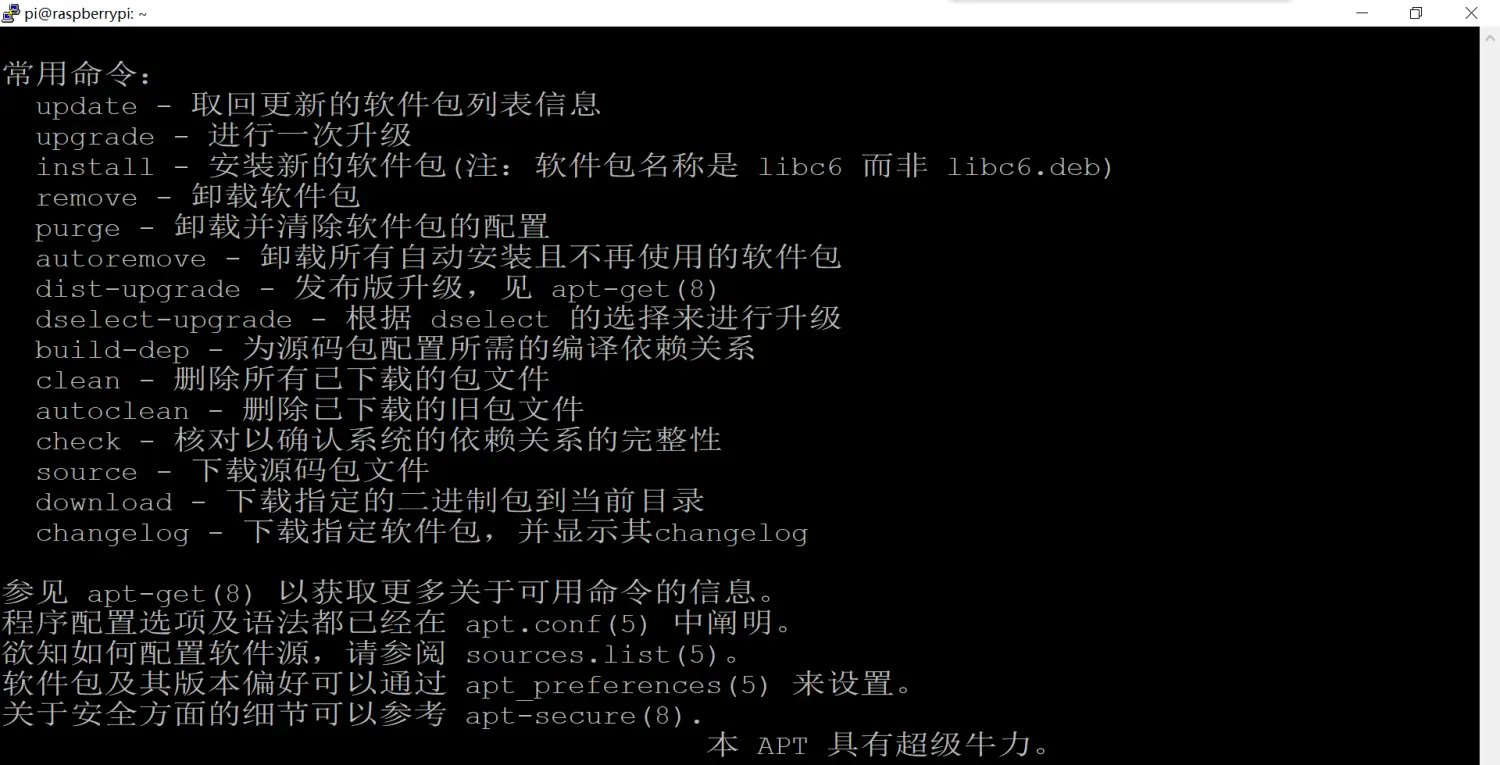 pi@raspberrypi: ~
常用命令：
update - 取回更新的软件包列表信息
upgrade - 进行一次升级
install - 安装新的软件包(注：软件包名称是 libc6 而非 libc6.deb)
remove - 卸载软件包
purge - 卸载并清除软件包的配置
autoremove - 卸载所有自动安装且不再使用的软件包
dist-upgrade - 发布版升级，见 apt-get(8)
dselect-upgrade - 根据 dselect 的选择来进行升级
build-dep - 为源码包配置所需的编译依赖关系
clean - 删除所有已下载的包文件
autoclean - 删除已下载的旧包文件
check - 核对以确认系统的依赖关系的完整性
source - 下载源码包文件
download - 下载指定的二进制包到当前目录
changelog - 下载指定软件包，并显示其changelog
参见 apt-get(8) 以获取更多关于可用命令的信息。
程序配置选项及语法都已经在 apt.conf(5) 中阐明。
欲知如何配置软件源，请参阅 sources.list(5)。
软件包及其版本偏好可以通过 apt_preferences(5) 来设置。
关于安全方面的细节可以参考 apt-secure(8).
本 APT 具有超级牛力。